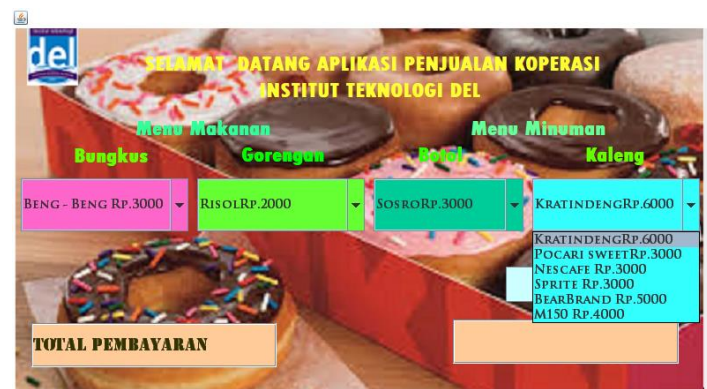 del
SELAMAT DATANG APLIKASI PENJUALAN KOPERASI
INSTITUT TEKNOLOGI DEL
Menu Makanan
Menu Minuman
Bungkus
Gorengan
Botol
Kaleng
BENG - BENG RP.3000
RISOLRP.2000
SOSRORP.3000
KRATINDENGRP.6000
KRATINDENGRP.6000
POCARI SWEETRP.3000
NESCAFE RP.3000
SPRITE RP.3000
BEARBRAND RP.5000
M150 RP.4000
TOTAL PEMBAYARAN